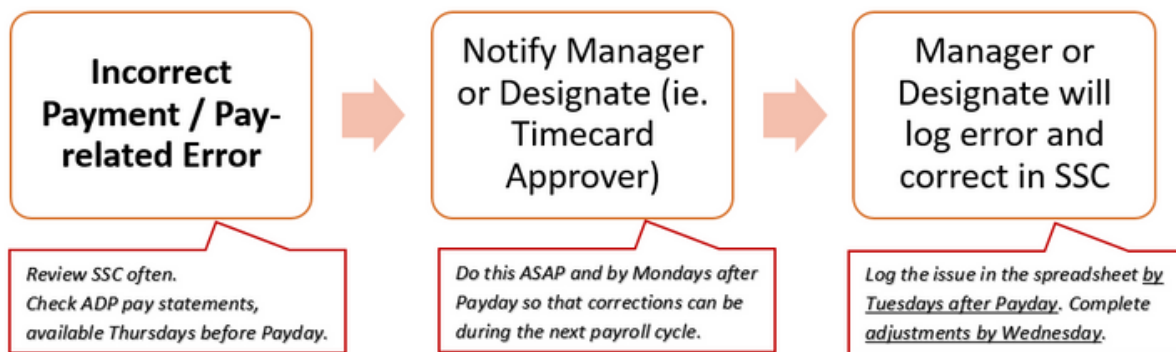 Incorrect
Payment / Pay-
related Error
Notify Manager
or Designate (ie.
Timecard
Approver)
Manager or
Designate will
log error and
correct in SSC
Review SSC often.
Check ADP pay statements,
available Thursdays before Payday.
Do this ASAP and by Mondays after
Payday so that corrections can be
during the next payroll cycle.
Log the issue in the spreadsheet by
Tuesdays after Payday. Complete
adjustments by Wednesday.